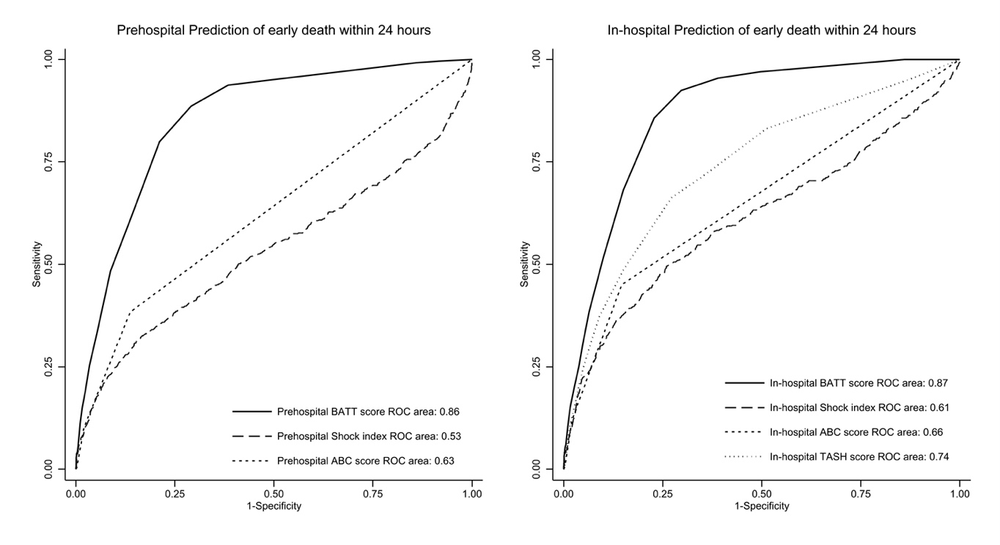 Prehospital Prediction of early death within 24 hours
1.00
0.75
0.50
0.25
0.00
Sensitivity
Prehospital BATT score ROC area: 0.86
Prehospital Shock index ROC area: 0.53
Prehospital ABC score ROC area: 0.63
0.00 0.25 0.50 0.75 1.00
1-Specificity
In-hospital Prediction of early death within 24 hours
1.00
0.75
0.50
0.25
0.00
Sensitivity
In-hospital BATT score ROC area: 0.87
In-hospital Shock index ROC area: 0.61
In-hospital ABC score ROC area: 0.66
In-hospital TASH score ROC area: 0.74
0.00 0.25 0.50 0.75 1.00
1-Specificity